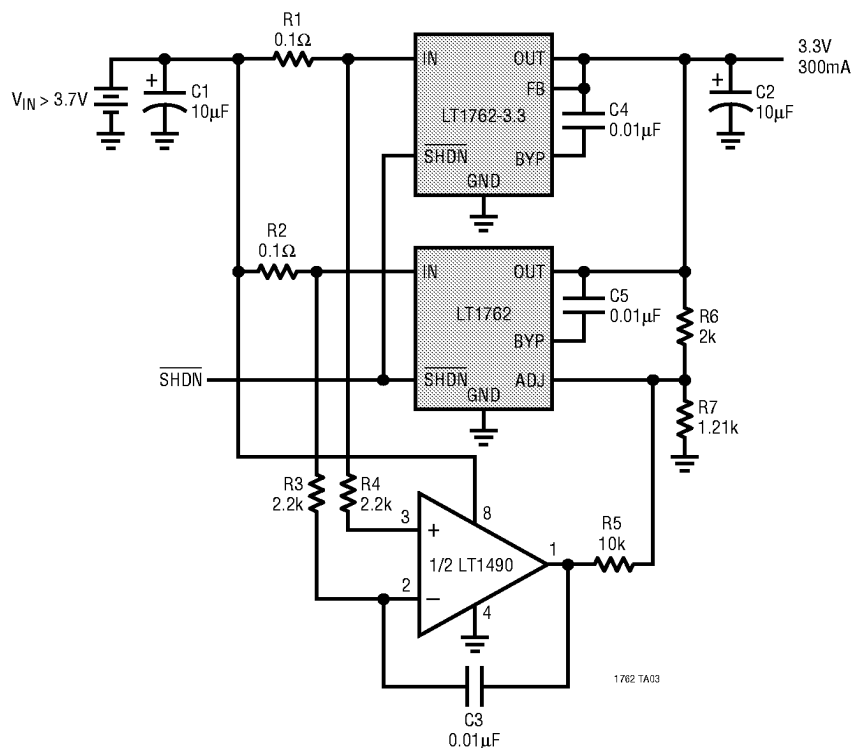 R1
0.1Ω
IN
OUT
3.3V
300mA
FB
VIN > 3.7V
+
C1
10µF
LT1762-3.3
C4
0.01µF
+
C2
10µF
SHDN
BYP
GND
R2
0.1Ω
IN
OUT
LT1762
C5
0.01µF
R6
2k
BYP
SHDN
SHDN
ADJ
GND
R7
1.21k
R3
2.2k
R4
2.2k
3
+
8
1/2 LT1490
1
R5
10k
2
−
4
C3
0.01µF
1762 TA03